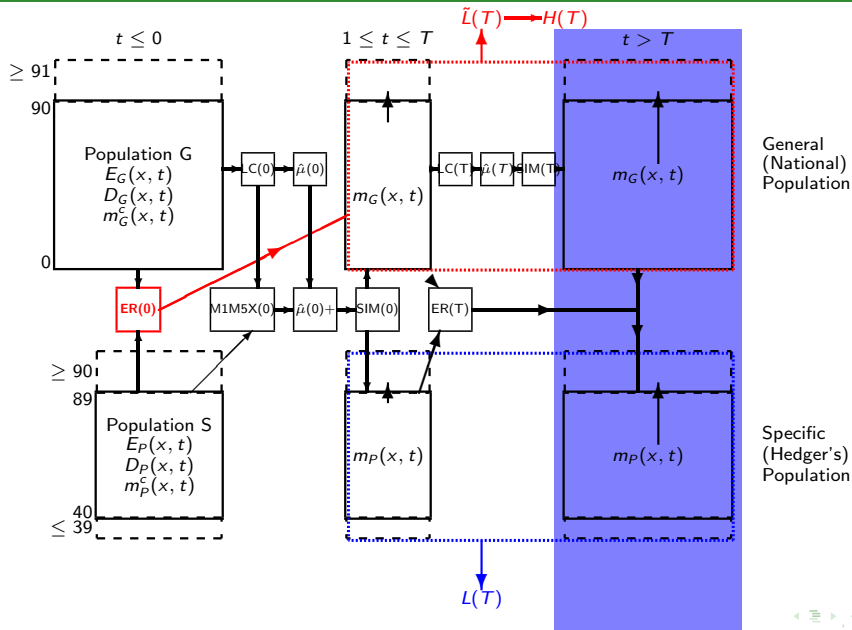 L̃(T) H(T)
t ≤ 0
1 ≤ t ≤ T
t > T
≥ 91
90
Population G
E_G(x, t)
D_G(x, t)
m^c_G(x, t)
0
LC(0)
μ̂(0)
m_G(x, t)
LC(T)
μ̂(T)
SIM(T)
m_G(x, t)
General
(National)
Population
ER(0)
M1M5X(0)
μ̂(0)+
SIM(0)
ER(T)
≥ 90
89
Population S
E_P(x, t)
D_P(x, t)
m^c_P(x, t)
40
≤ 39
m_P(x, t)
m_P(x, t)
Specific
(Hedger's)
Population
L(T)